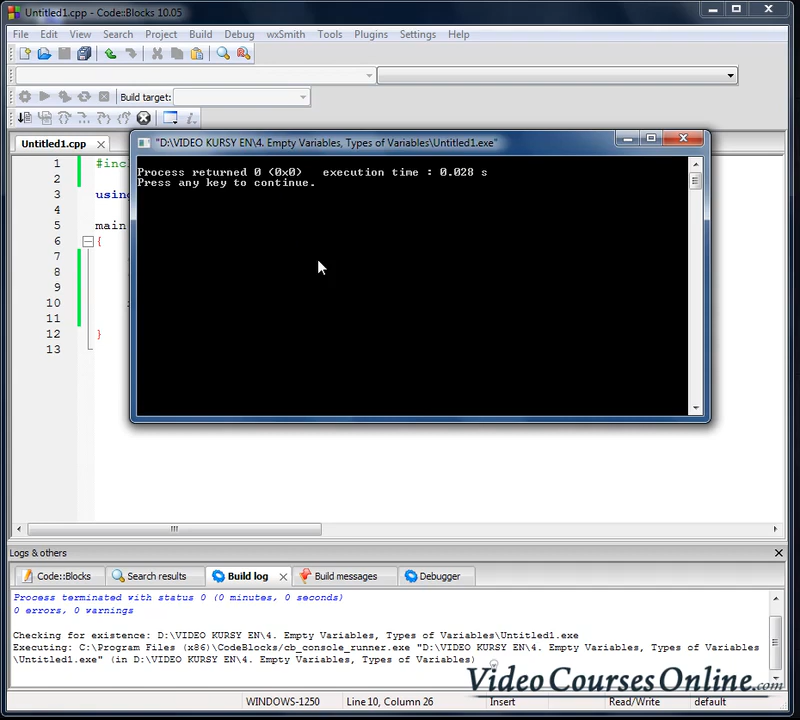 Untitled1.cpp - Code::Blocks 10.05
File Edit View Search Project Build Debug wxSmith Tools Plugins Settings Help
Build target:
Untitled1.cpp
"D:\VIDEO KURSY EN\4. Empty Variables, Types of Variables\Untitled1.exe"
Process returned 0 (0x0)   execution time : 0.028 s
Press any key to continue.
1 #inc
2
3 using
4
5 main
6 {
7
8
9
10
11
12 }
13
Logs & others
Code::Blocks Search results Build log Build messages Debugger
Process terminated with status 0 (0 minutes, 0 seconds)
0 errors, 0 warnings
Checking for existence: D:\VIDEO KURSY EN\4. Empty Variables, Types of Variables\Untitled1.exe
Executing: C:\Program Files (x86)\CodeBlocks/cb_console_runner.exe "D:\VIDEO KURSY EN\4. Empty Variables, Types of Variables
\Untitled1.exe" (in D:\VIDEO KURSY EN\4. Empty Variables, Types of Variables)
VideoCoursesOnline.com
WINDOWS-1250 Line 10, Column 26 Insert Read/Write default